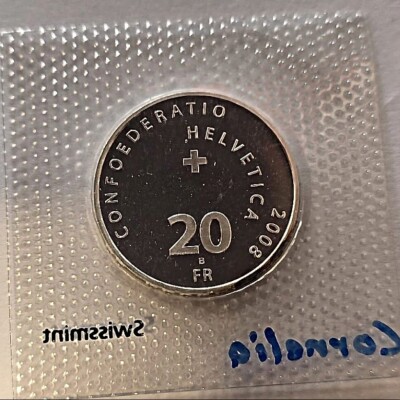 CONFOEDERATIO
HELVETICA 2008
20
B
FR
Swissmint
Cornelia